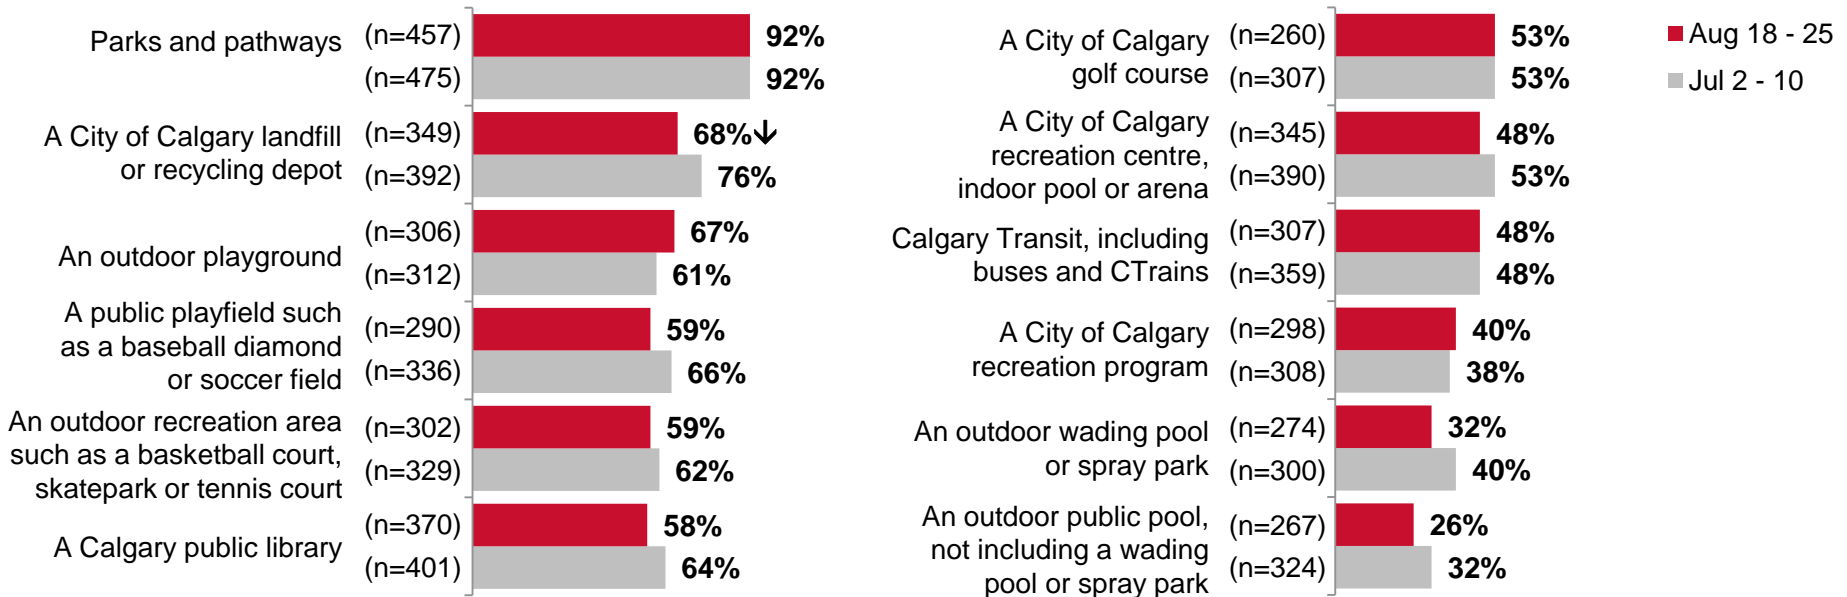 Parks and pathways (n=457) 92%
(n=475) 92%
A City of Calgary landfill
or recycling depot
(n=349) 68%↓
(n=392) 76%
An outdoor playground
(n=306) 67%
(n=312) 61%
A public playfield such
as a baseball diamond
or soccer field
(n=290) 59%
(n=336) 66%
An outdoor recreation area
such as a basketball court,
skatepark or tennis court
(n=302) 59%
(n=329) 62%
A Calgary public library
(n=370) 58%
(n=401) 64%
A City of Calgary
golf course
(n=260) 53%
(n=307) 53%
A City of Calgary
recreation centre,
indoor pool or arena
(n=345) 48%
(n=390) 53%
Calgary Transit, including
buses and CTrains
(n=307) 48%
(n=359) 48%
A City of Calgary
recreation program
(n=298) 40%
(n=308) 38%
An outdoor wading pool
or spray park
(n=274) 32%
(n=300) 40%
An outdoor public pool,
not including a wading
pool or spray park
(n=267) 26%
(n=324) 32%
Aug 18 - 25
Jul 2 - 10